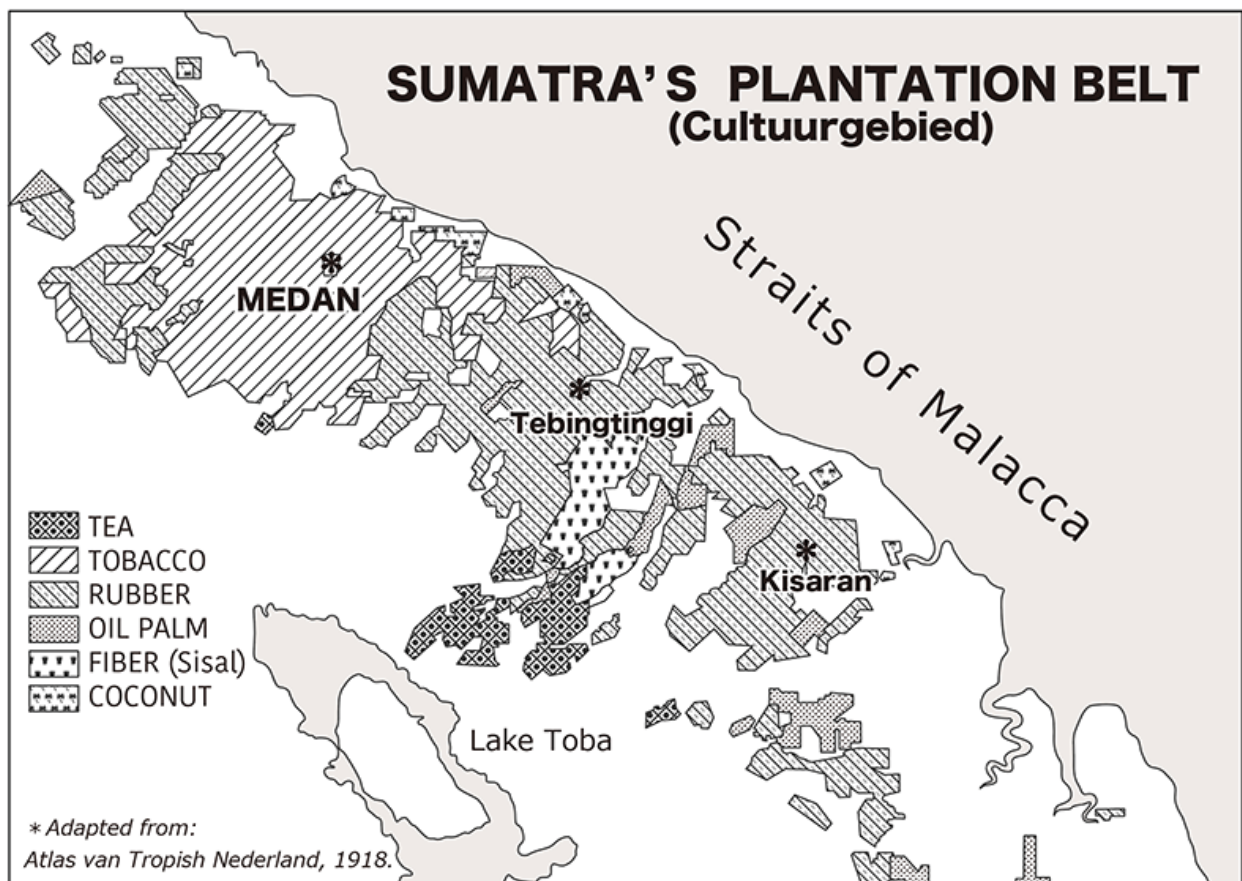 SUMATRA'S PLANTATION BELT
(Cultuurgebied)
Straits of Malacca
MEDAN
Tebingtinggi
Kisaran
TEA
TOBACCO
RUBBER
OIL PALM
FIBER (Sisal)
COCONUT
Lake Toba
* Adapted from:
Atlas van Tropish Nederland, 1918.